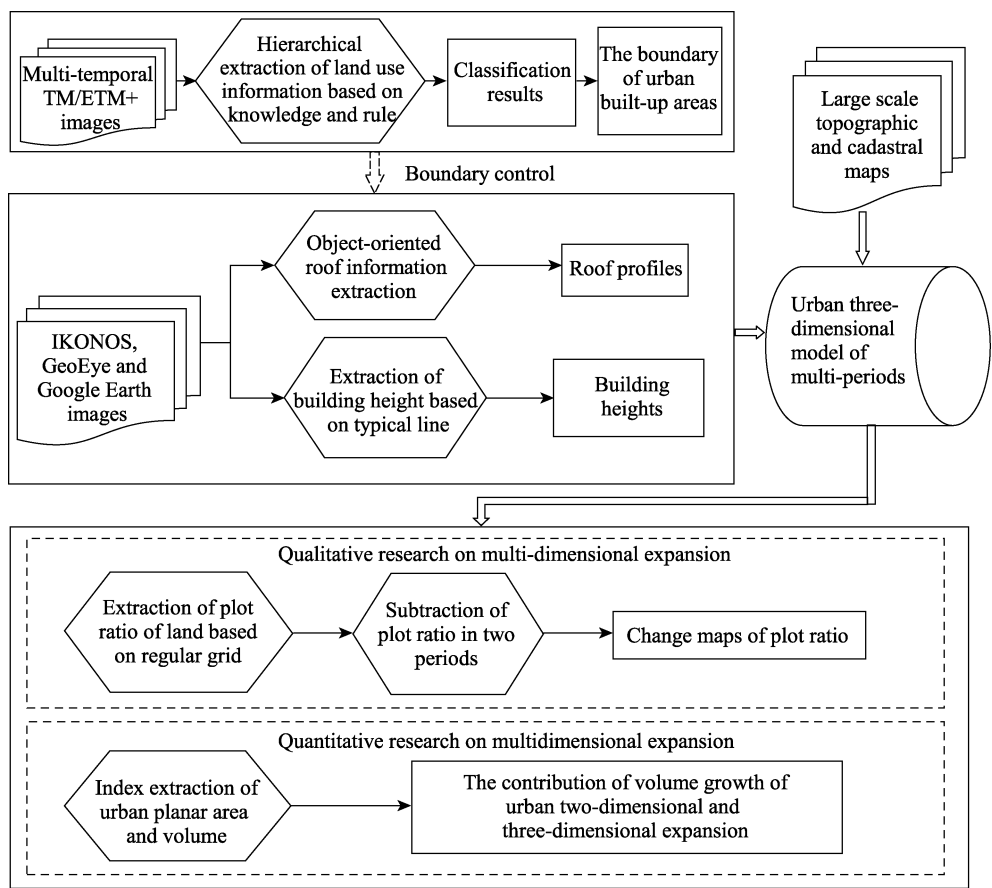 Multi-temporal
TM/ETM+
images
Hierarchical
extraction of land use
information based on
knowledge and rule
Classification
results
The boundary
of urban
built-up areas
Large scale
topographic
and cadastral
maps
Boundary control
IKONOS,
GeoEye and
Google Earth
images
Object-oriented
roof information
extraction
Roof profiles
Extraction of
building height based
on typical line
Building
heights
Urban three-
dimensional
model of
multi-periods
Qualitative research on multi-dimensional expansion
Extraction of plot
ratio of land based
on regular grid
Subtraction of
plot ratio in two
periods
Change maps of plot ratio
Quantitative research on multidimensional expansion
Index extraction of
urban planar area
and volume
The contribution of volume growth of
urban two-dimensional and
three-dimensional expansion